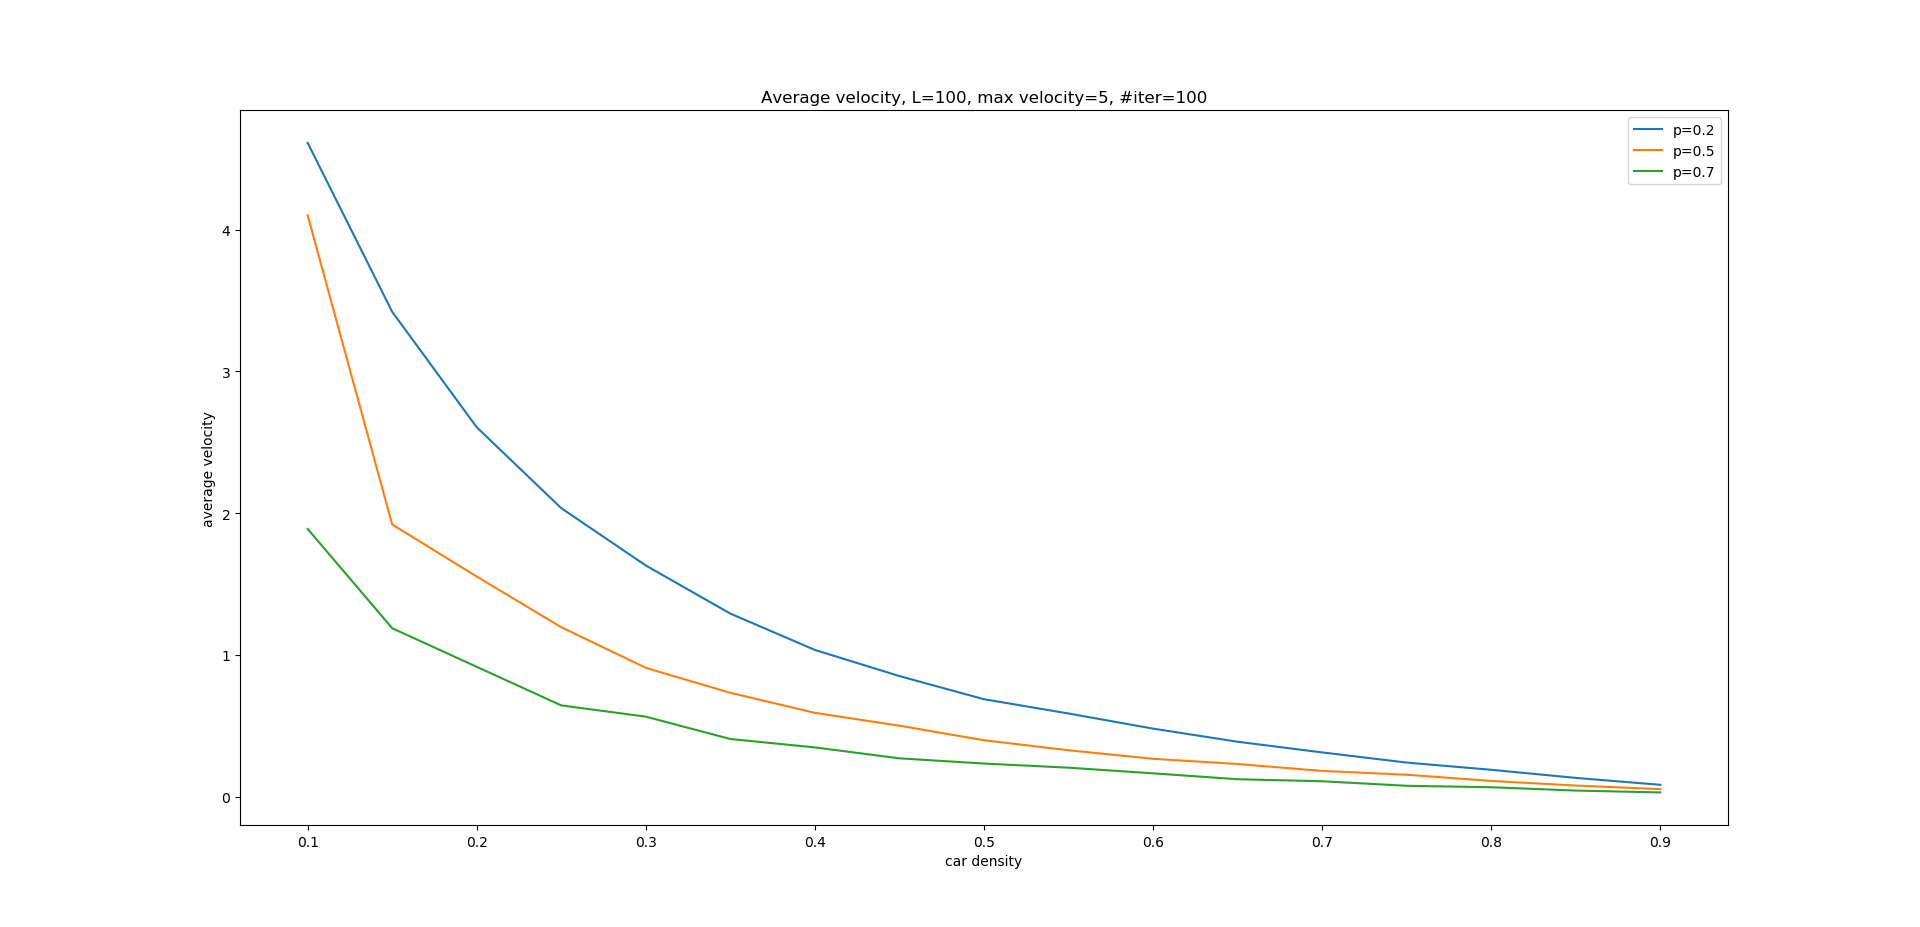 Average velocity, L=100, max velocity=5, #iter=100
p=0.2
p=0.5
p=0.7
4
3
2
1
0
average velocity
0.1 0.2 0.3 0.4 0.5 0.6 0.7 0.8 0.9
car density